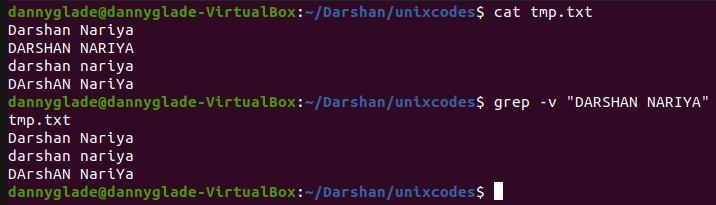 dannyglade@dannyglade-VirtualBox:~/Darshan/unixcodes$ cat tmp.txt
Darshan Nariya
DARSHAN NARIYA
darshan nariya
DArshAN NariYa
dannyglade@dannyglade-VirtualBox:~/Darshan/unixcodes$ grep -v "DARSHAN NARIYA"
tmp.txt
Darshan Nariya
darshan nariya
DArshAN NariYa
dannyglade@dannyglade-VirtualBox:~/Darshan/unixcodes$